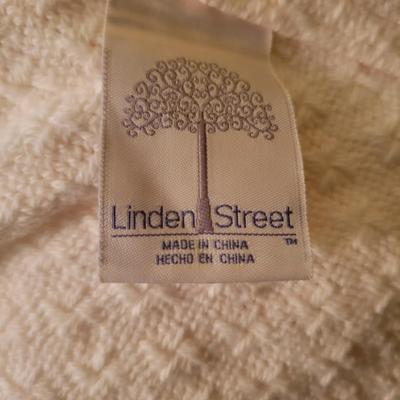 Linden Street
™
MADE IN CHINA
HECHO EN CHINA